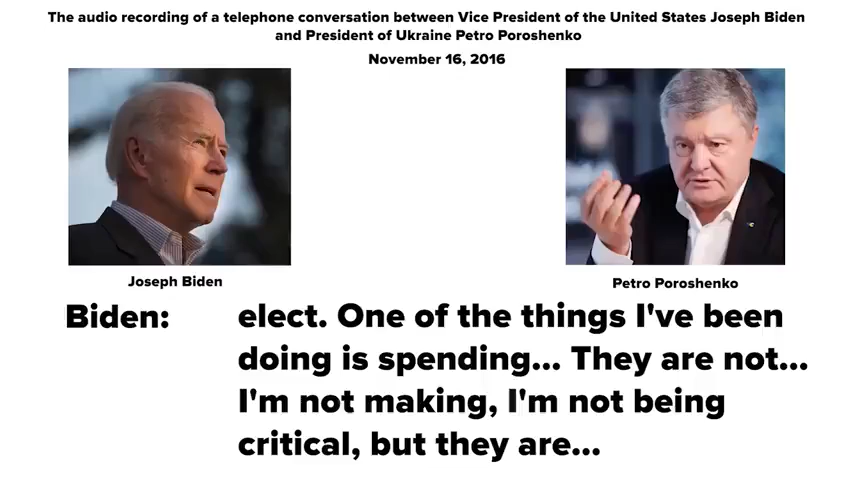 The audio recording of a telephone conversation between Vice President of the United States Joseph Biden
and President of Ukraine Petro Poroshenko
November 16, 2016
Joseph Biden
Petro Poroshenko
Biden: elect. One of the things I've been
doing is spending... They are not...
I'm not making, I'm not being
critical, but they are...